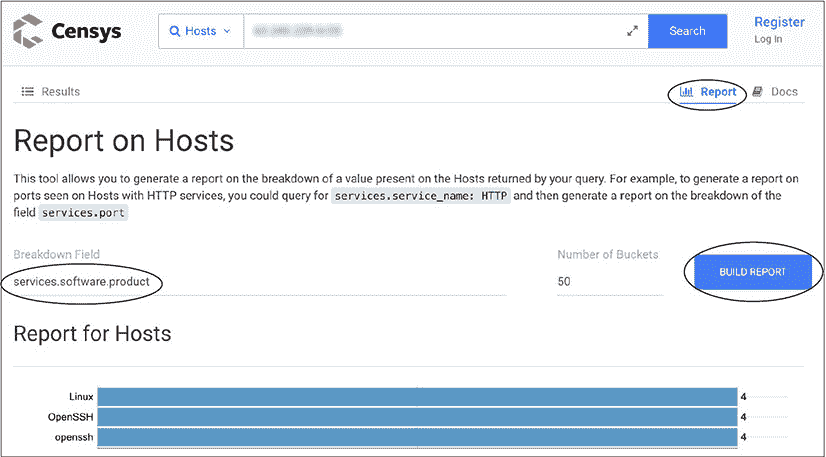 Censys
Hosts
Search
Register
Log In
Results
Report
Docs
Report on Hosts
This tool allows you to generate a report on the breakdown of a value present on the Hosts returned by your query. For example, to generate a report on
ports seen on Hosts with HTTP services, you could query for services.service_name: HTTP and then generate a report on the breakdown of the
field services.port
Breakdown Field
Number of Buckets
services.software.product
50
BUILD REPORT
Report for Hosts
Linux 4
OpenSSH 4
openssh 4